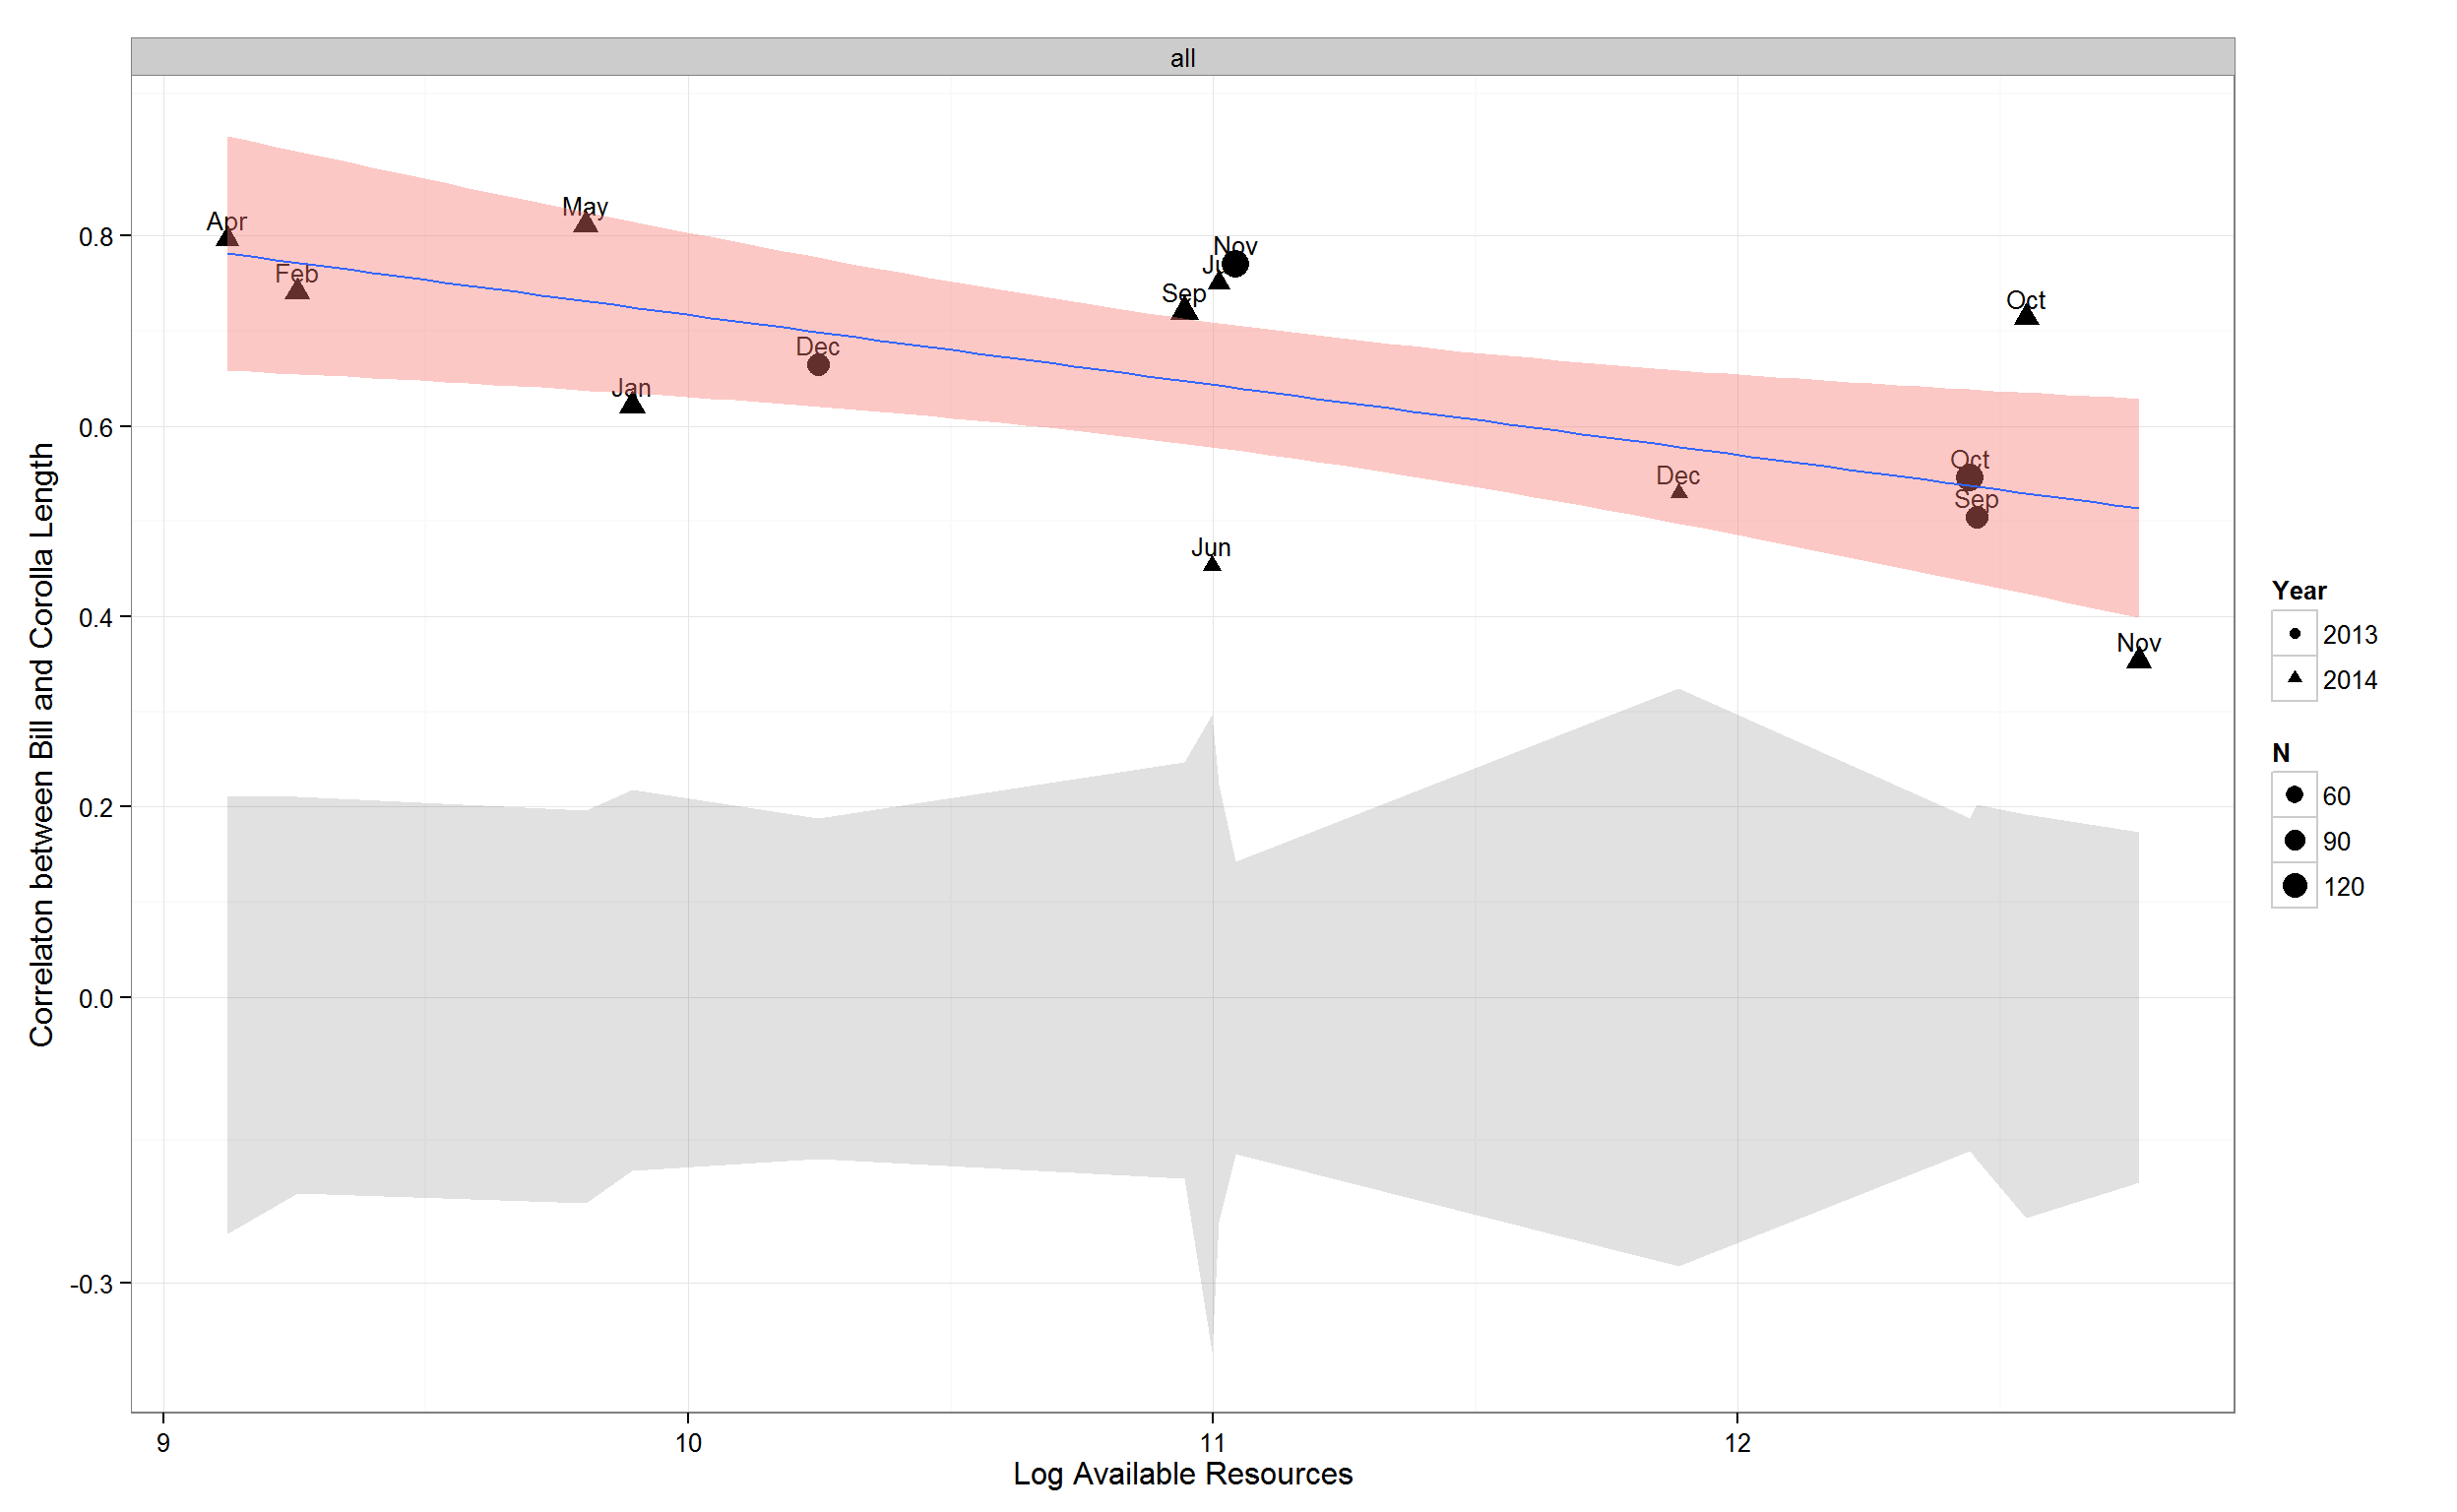 all
Correlaton between Bill and Corolla Length
0.8
0.6
0.4
0.2
0.0
-0.3
Apr
Feb
May
Jan
Dec
Sep
Nov
Jun
Dec
Oct
Oct
Sep
Nov
9
10
11
12
Log Available Resources
Year
2013
2014
N
60
90
120